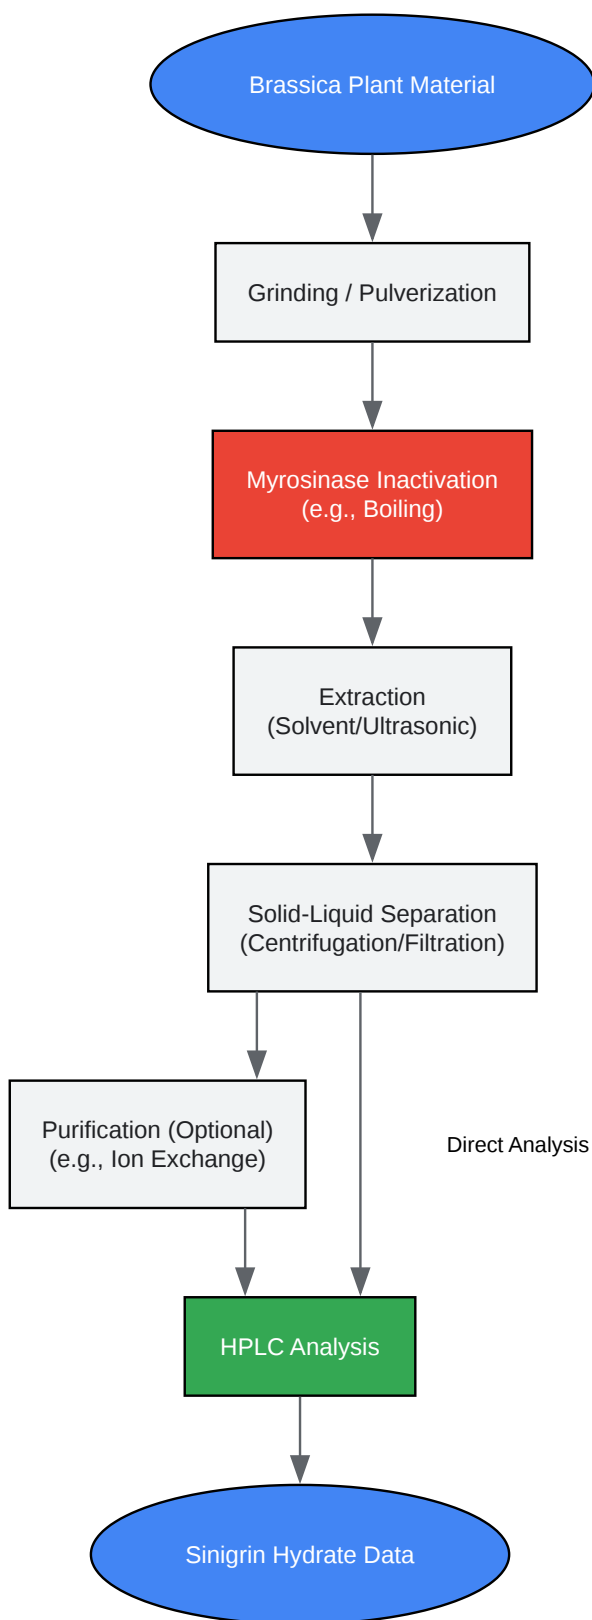 Brassica Plant Material
Grinding / Pulverization
Myrosinase Inactivation
(e.g., Boiling)
Extraction
(Solvent/Ultrasonic)
Solid-Liquid Separation
(Centrifugation/Filtration)
Purification (Optional)
(e.g., Ion Exchange)
Direct Analysis
HPLC Analysis
Sinigrin Hydrate Data